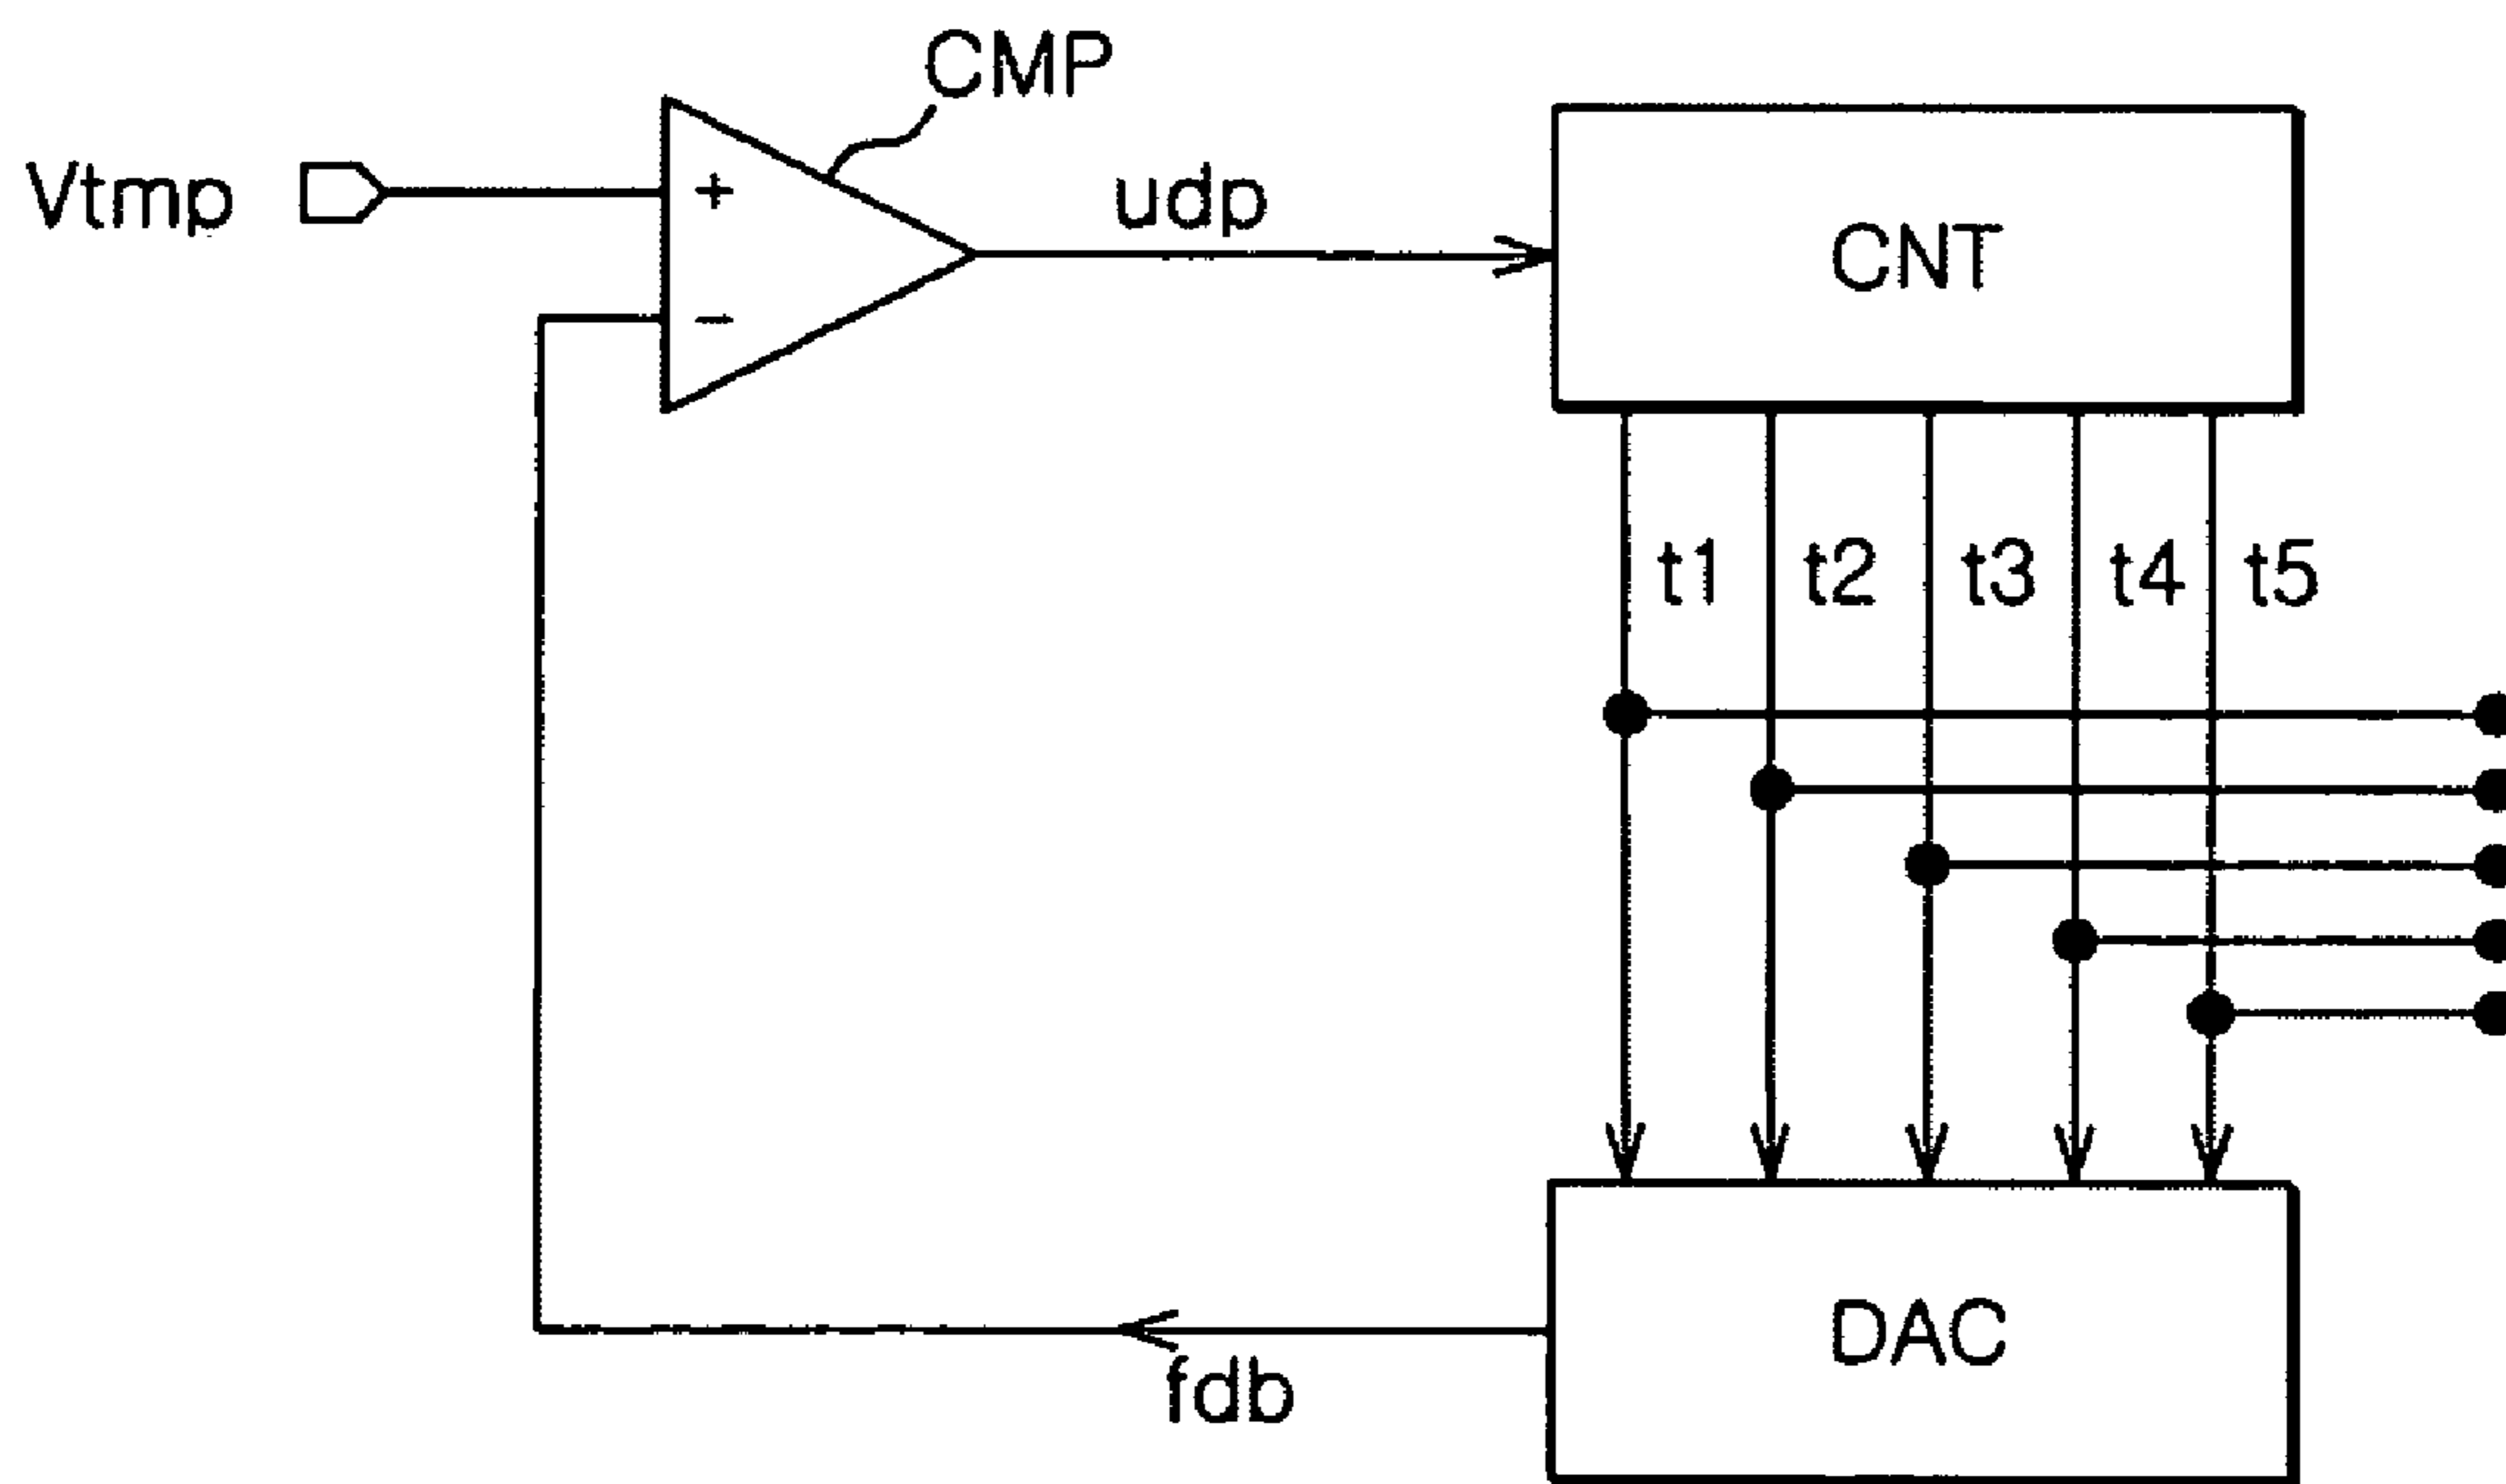 CMP
Vtmp
+
udp
CNT
−
t1 t2 t3 t4 t5
DAC
fdb